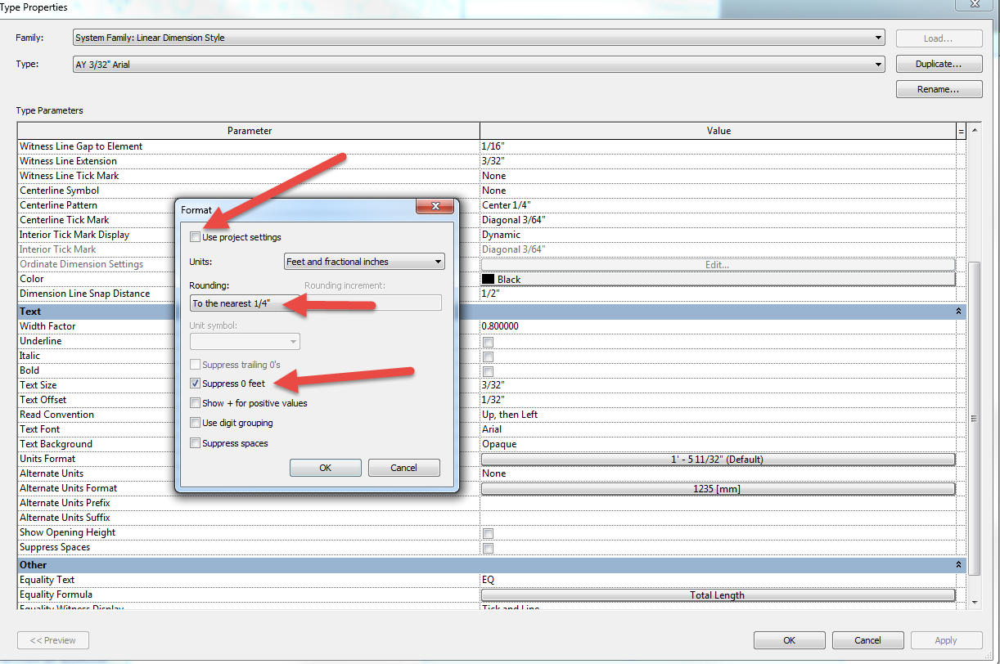 Type Properties
Family: System Family: Linear Dimension Style Load...
Type: AY 3/32" Arial Duplicate...
Rename...
Type Parameters
Parameter Value =
Witness Line Gap to Element 1/16"
Witness Line Extension 3/32"
Witness Line Tick Mark None
Centerline Symbol None
Centerline Pattern Center 1/4"
Centerline Tick Mark Diagonal 3/64"
Interior Tick Mark Display Dynamic
Interior Tick Mark Diagonal 3/64"
Ordinate Dimension Settings Edit...
Color Black
Dimension Line Snap Distance 1/2"
Text
Width Factor 0.800000
Underline
Italic
Bold
Text Size 3/32"
Text Offset 1/32"
Read Convention Up, then Left
Text Font Arial
Text Background Opaque
Units Format 1' - 5 11/32" (Default)
Alternate Units None
Alternate Units Format 1235 [mm]
Alternate Units Prefix
Alternate Units Suffix
Show Opening Height
Suppress Spaces
Other
Equality Text EQ
Equality Formula Total Length
Equality Witness Display Tick and Line
<< Preview OK Cancel Apply
Format
Use project settings
Units: Feet and fractional inches
Rounding: Rounding increment:
To the nearest 1/4"
Unit symbol:
Suppress trailing 0's
Suppress 0 feet
Show + for positive values
Use digit grouping
Suppress spaces
OK Cancel